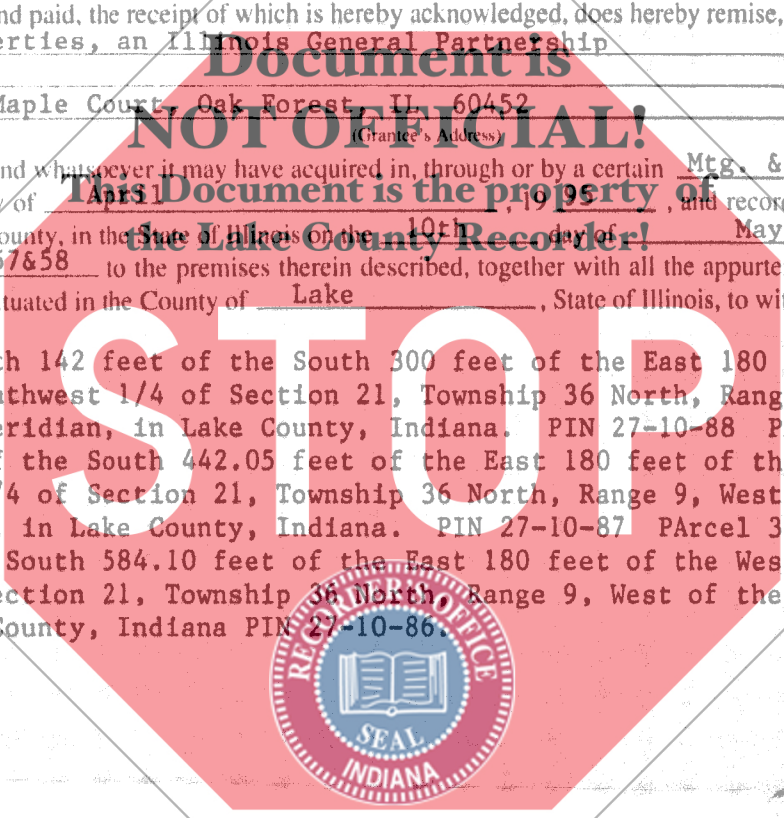 nd paid, the receipt of which is hereby acknowledged, does hereby remise,
erties, an Illinois General Partnership
Document is
Maple Court, Oak Forest, IL 60452
NOT OFFICIAL!
(Grantee's Address)
nd whatsoever it may have acquired in, through or by a certain Mtg. &
This Document is the property of
y of April, 19 95, and recor
the Lake County Recorder!
ounty, in the State of Illinois on the 10th day of May
57&58 to the premises therein described, together with all the appurte
tuated in the County of Lake, State of Illinois, to wi
STOP
th 142 feet of the South 300 feet of the East 180
thwest 1/4 of Section 21, Township 36 North, Rang
eridian, in Lake County, Indiana. PIN 27-10-88 P
f the South 442.05 feet of the East 180 feet of th
/4 of Section 21, Township 36 North, Range 9, West
in Lake County, Indiana. PIN 27-10-87 PArcel 3
South 584.10 feet of the East 180 feet of the Wes
ction 21, Township 36 North, Range 9, West of the
County, Indiana PIN 27-10-86.
RECORDER'S OFFICE
SEAL
INDIANA